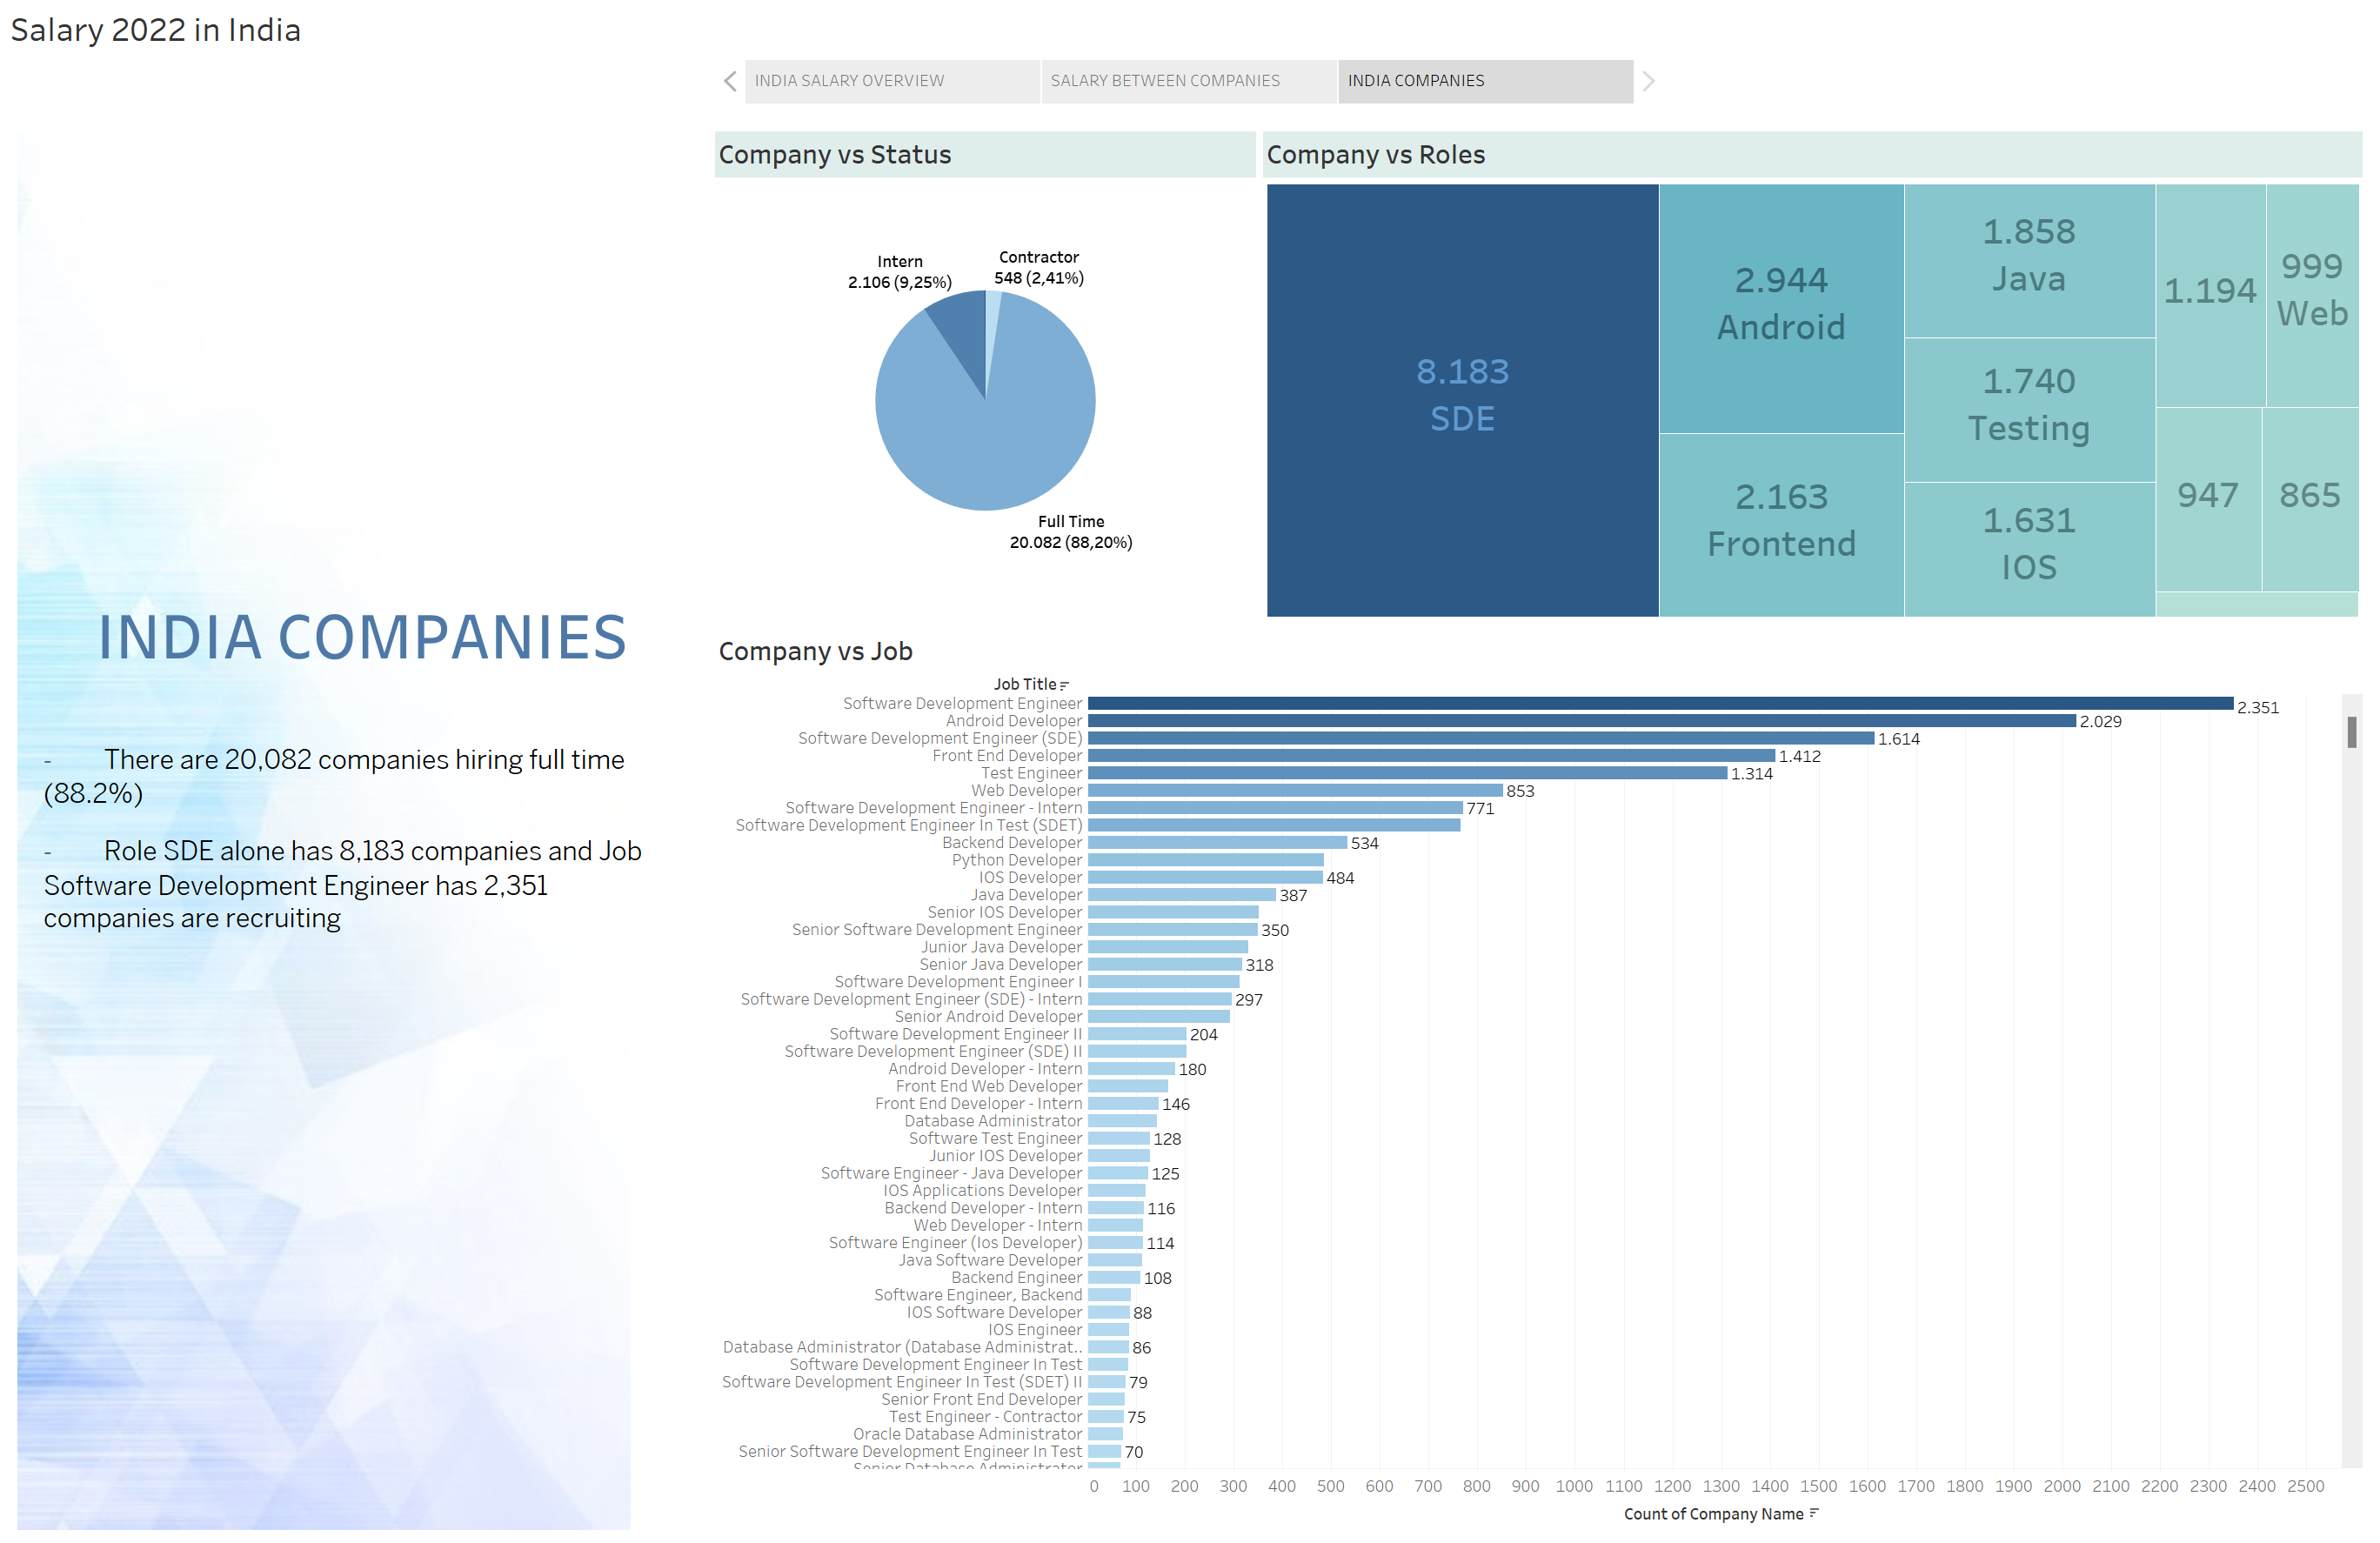 Salary 2022 in India
INDIA SALARY OVERVIEW
SALARY BETWEEN COMPANIES
INDIA COMPANIES
INDIA COMPANIES
- There are 20,082 companies hiring full time
(88.2%)
- Role SDE alone has 8,183 companies and Job
Software Development Engineer has 2,351
companies are recruiting
Company vs Status
Intern
2.106 (9,25%)
Contractor
548 (2,41%)
Full Time
20.082 (88,20%)
Company vs Roles
8.183
SDE
2.944
Android
2.163
Frontend
1.858
Java
1.740
Testing
1.631
IOS
1.194
999
Web
947
865
Company vs Job
Job Title
Software Development Engineer 2.351
Android Developer 2.029
Software Development Engineer (SDE) 1.614
Front End Developer 1.412
Test Engineer 1.314
Web Developer 853
Software Development Engineer - Intern 771
Software Development Engineer In Test (SDET)
Backend Developer 534
Python Developer
IOS Developer 484
Java Developer 387
Senior IOS Developer
Senior Software Development Engineer 350
Junior Java Developer
Senior Java Developer 318
Software Development Engineer I
Software Development Engineer (SDE) - Intern 297
Senior Android Developer
Software Development Engineer II 204
Software Development Engineer (SDE) II
Android Developer - Intern 180
Front End Web Developer
Front End Developer - Intern 146
Database Administrator
Software Test Engineer 128
Junior IOS Developer
Software Engineer - Java Developer 125
IOS Applications Developer
Backend Developer - Intern 116
Web Developer - Intern
Software Engineer (Ios Developer) 114
Java Software Developer
Backend Engineer 108
Software Engineer, Backend
IOS Software Developer 88
IOS Engineer
Database Administrator (Database Administrat.. 86
Software Development Engineer In Test
Software Development Engineer In Test (SDET) II 79
Senior Front End Developer
Test Engineer - Contractor 75
Oracle Database Administrator
Senior Software Development Engineer In Test 70
Senior Database Administrator
0 100 200 300 400 500 600 700 800 900 1000 1100 1200 1300 1400 1500 1600 1700 1800 1900 2000 2100 2200 2300 2400 2500
Count of Company Name